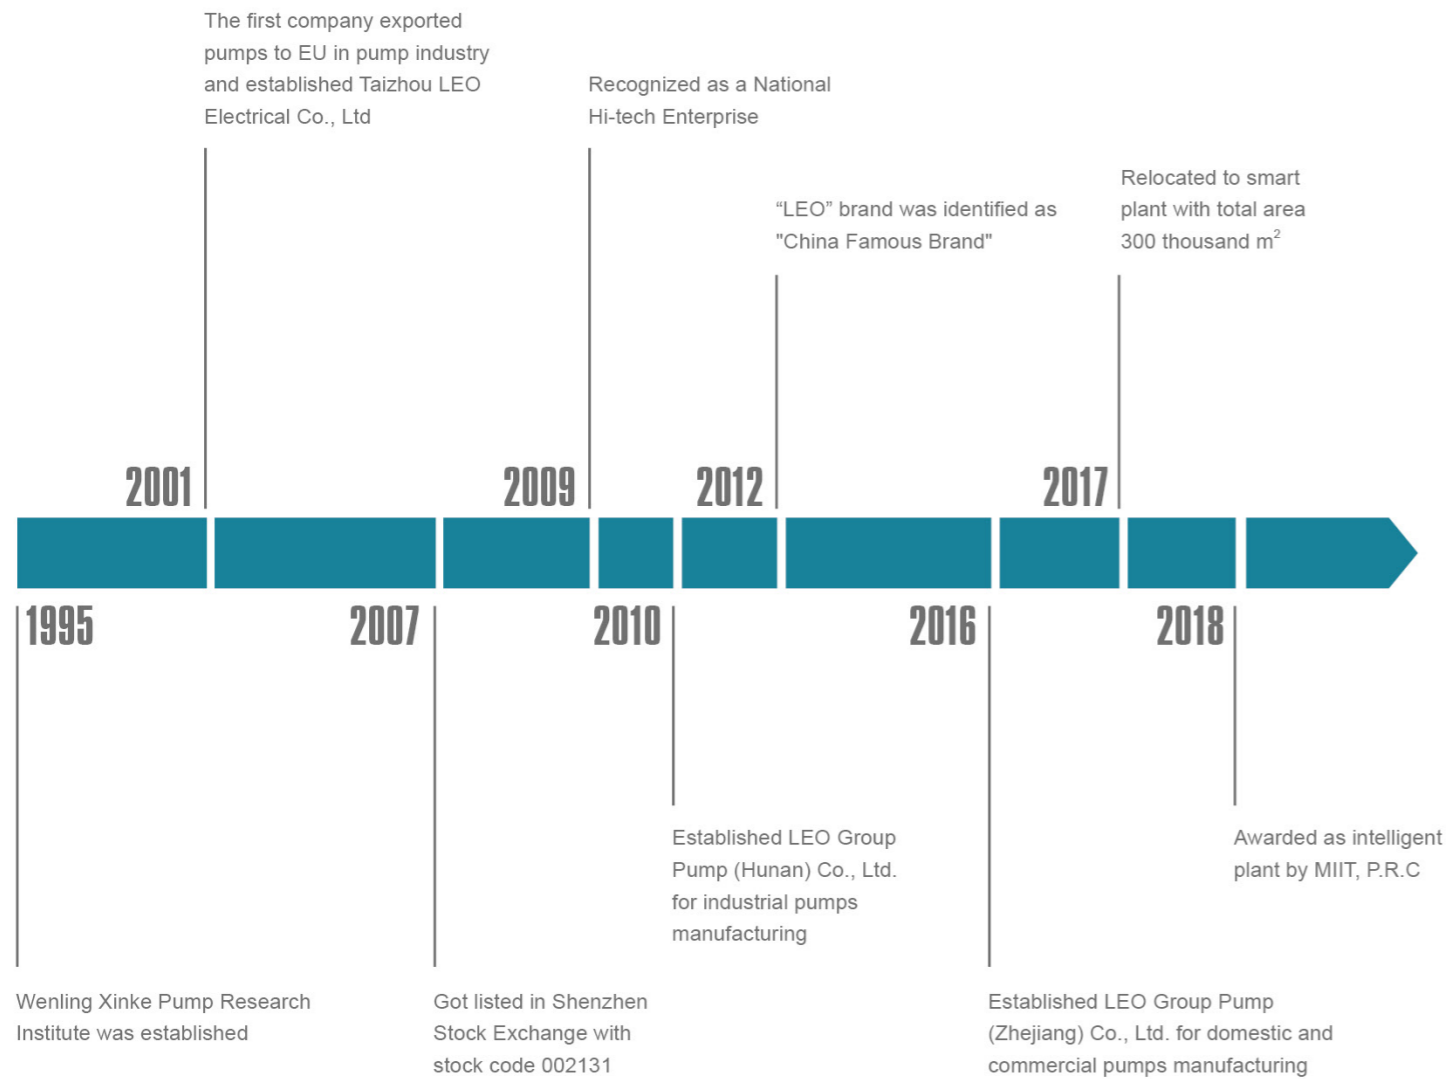 The first company exported
pumps to EU in pump industry
and established Taizhou LEO
Electrical Co., Ltd
Recognized as a National
Hi-tech Enterprise
“LEO” brand was identified as
"China Famous Brand"
Relocated to smart
plant with total area
300 thousand m²
2001
2009
2012
2017
1995
2007
2010
2016
2018
Established LEO Group
Pump (Hunan) Co., Ltd.
for industrial pumps
manufacturing
Awarded as intelligent
plant by MIIT, P.R.C
Wenling Xinke Pump Research
Institute was established
Got listed in Shenzhen
Stock Exchange with
stock code 002131
Established LEO Group Pump
(Zhejiang) Co., Ltd. for domestic and
commercial pumps manufacturing